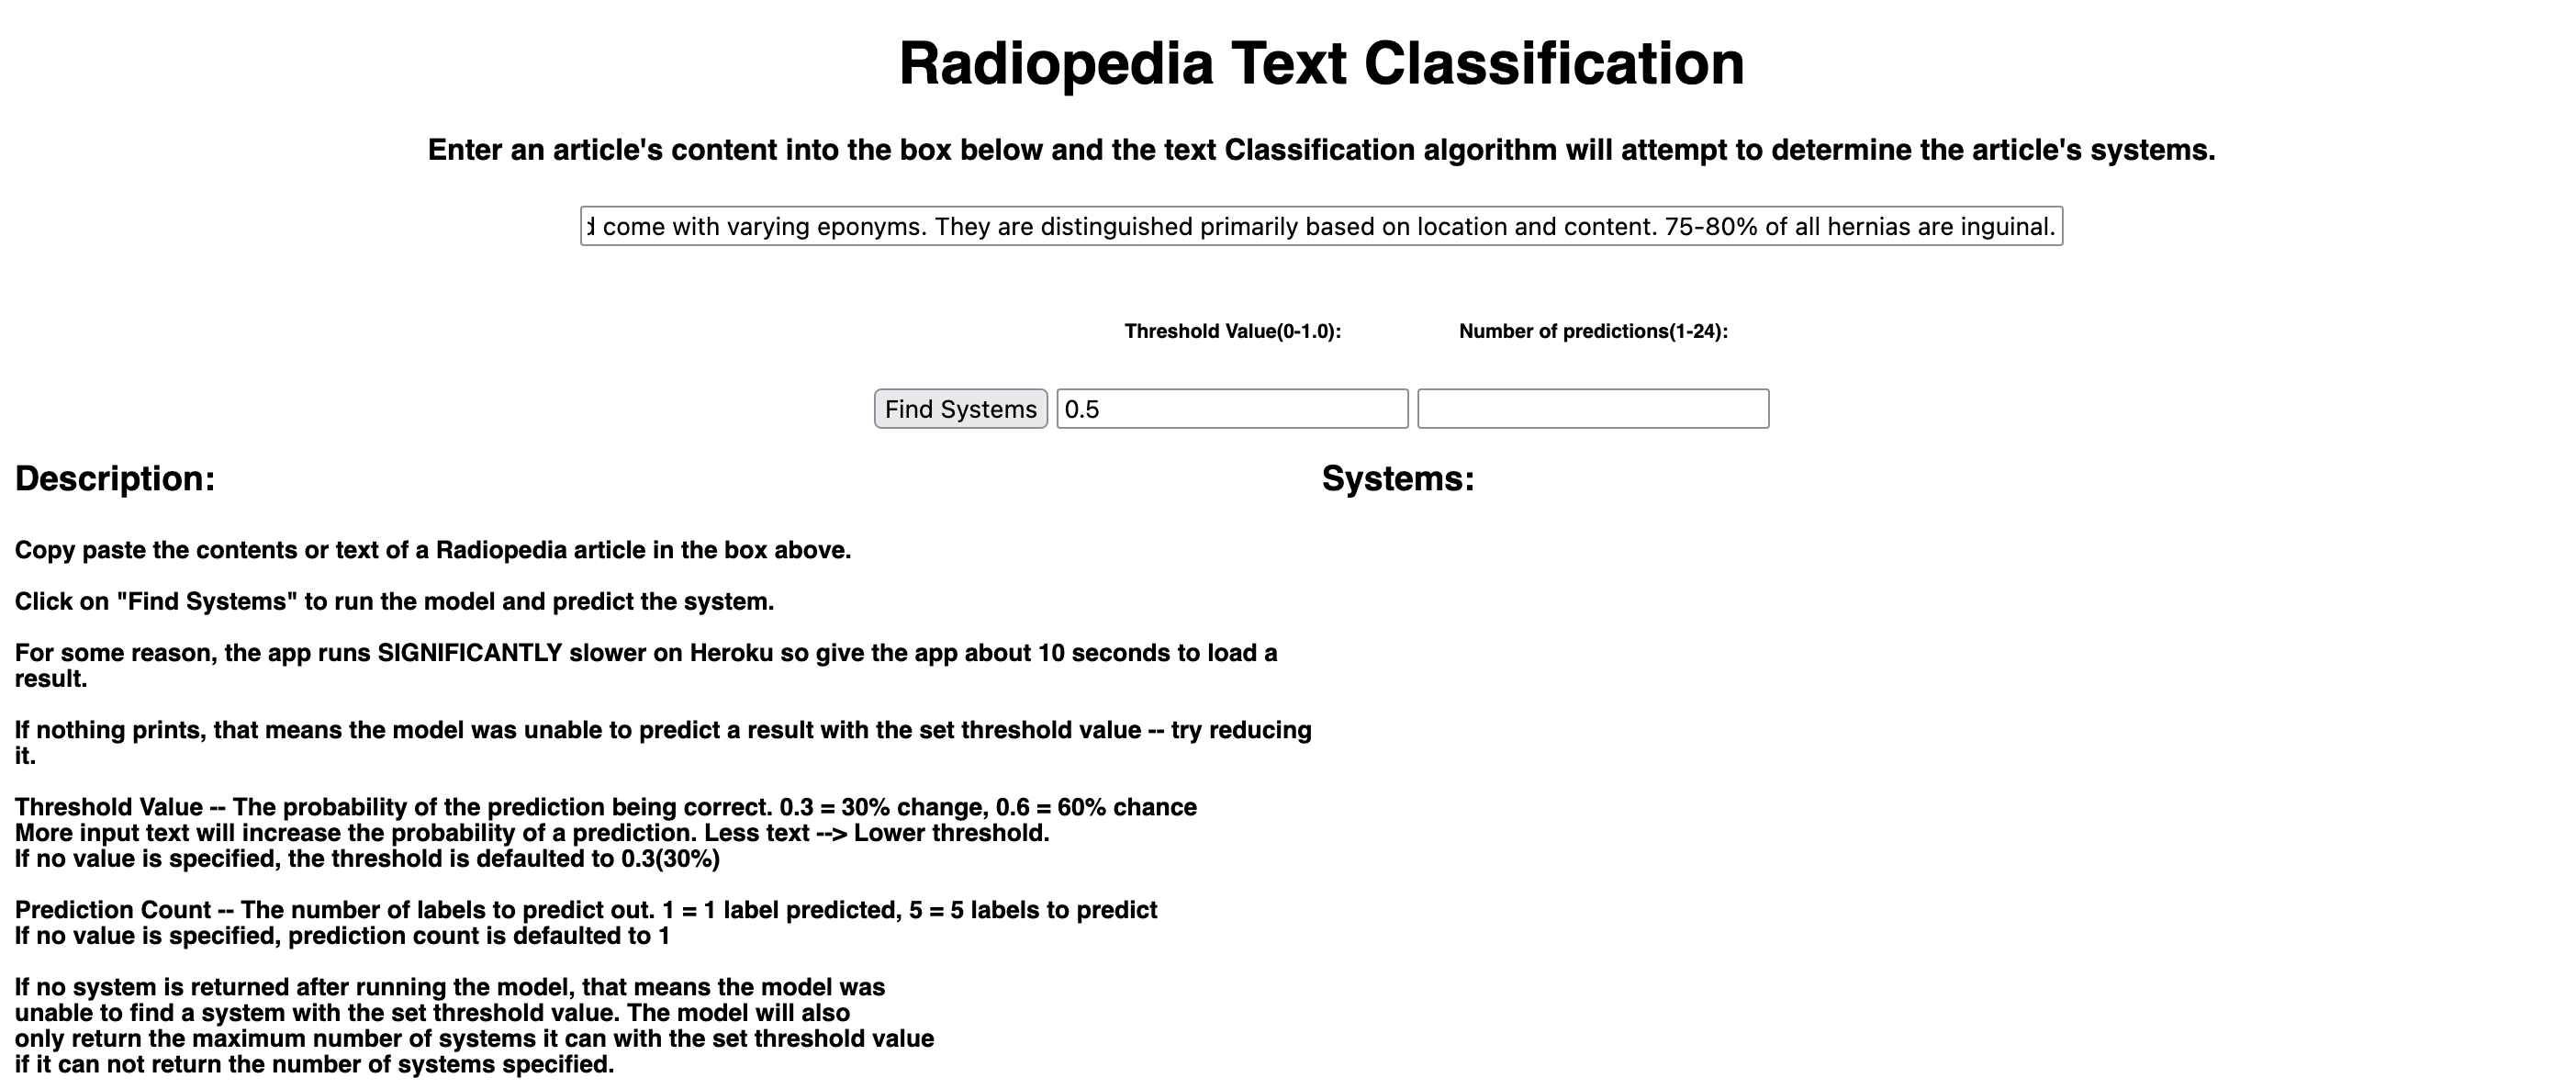 Radiopedia Text Classification
Enter an article's content into the box below and the text Classification algorithm will attempt to determine the article's systems.
come with varying eponyms. They are distinguished primarily based on location and content. 75-80% of all hernias are inguinal.
Threshold Value(0-1.0): Number of predictions(1-24):
Find Systems 0.5
Description: Systems:
Copy paste the contents or text of a Radiopedia article in the box above.
Click on "Find Systems" to run the model and predict the system.
For some reason, the app runs SIGNIFICANTLY slower on Heroku so give the app about 10 seconds to load a
result.
If nothing prints, that means the model was unable to predict a result with the set threshold value -- try reducing
it.
Threshold Value -- The probability of the prediction being correct. 0.3 = 30% change, 0.6 = 60% chance
More input text will increase the probability of a prediction. Less text --> Lower threshold.
If no value is specified, the threshold is defaulted to 0.3(30%)
Prediction Count -- The number of labels to predict out. 1 = 1 label predicted, 5 = 5 labels to predict
If no value is specified, prediction count is defaulted to 1
If no system is returned after running the model, that means the model was
unable to find a system with the set threshold value. The model will also
only return the maximum number of systems it can with the set threshold value
if it can not return the number of systems specified.